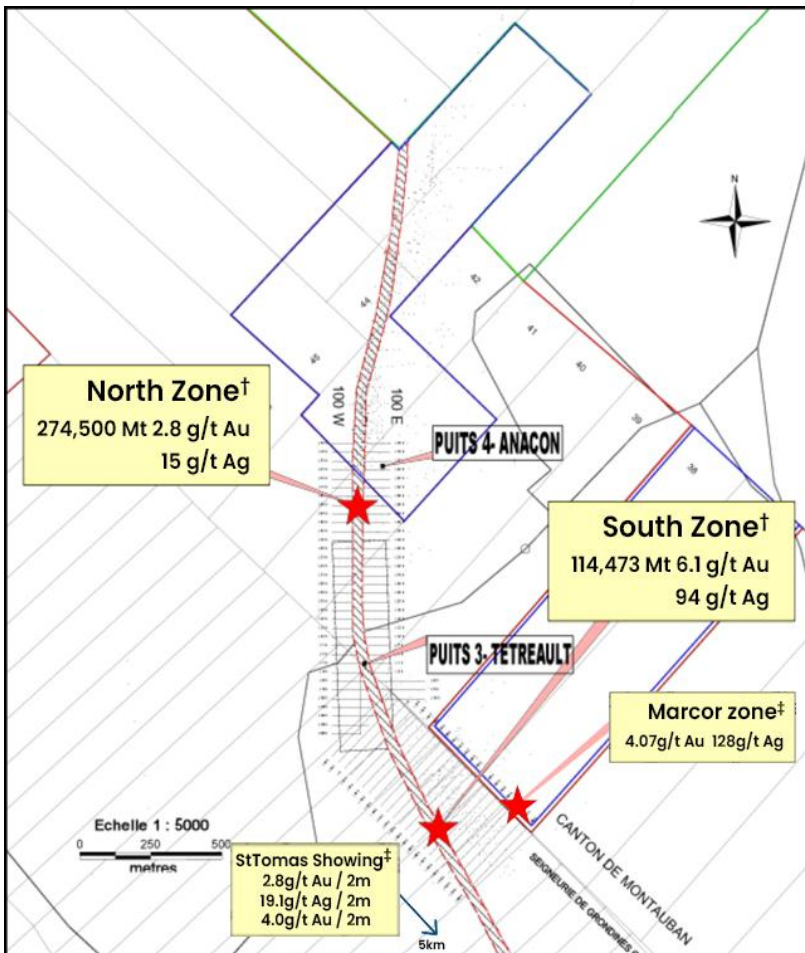 N
42
41
40
39
38
44
45
100 W
100 E
North Zone†
274,500 Mt 2.8 g/t Au
15 g/t Ag
PUITS 4- ANACON
South Zone†
114,473 Mt 6.1 g/t Au
94 g/t Ag
PUITS 3- TETREAULT
Marcor zone‡
4.07g/t Au 128g/t Ag
Echelle 1 : 5000
0 250 500
metres
StTomas Showing‡
2.8g/t Au / 2m
19.1g/t Ag / 2m
4.0g/t Au / 2m
5km
CANTON DE MONTAUBAN
SEIGNEURIE DE GRONDINES